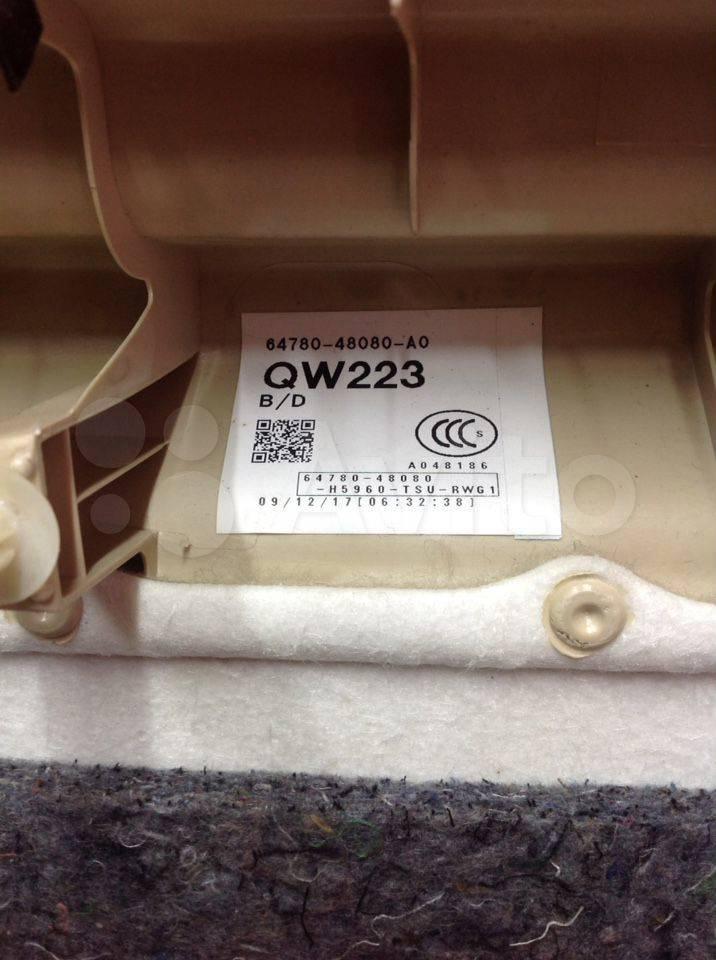 64780-48080-A0
QW223
B/D
CCC S
A048186
64780-48080
-H5960-TSU-RWG1
09/12/17[06:32:38]
Avito